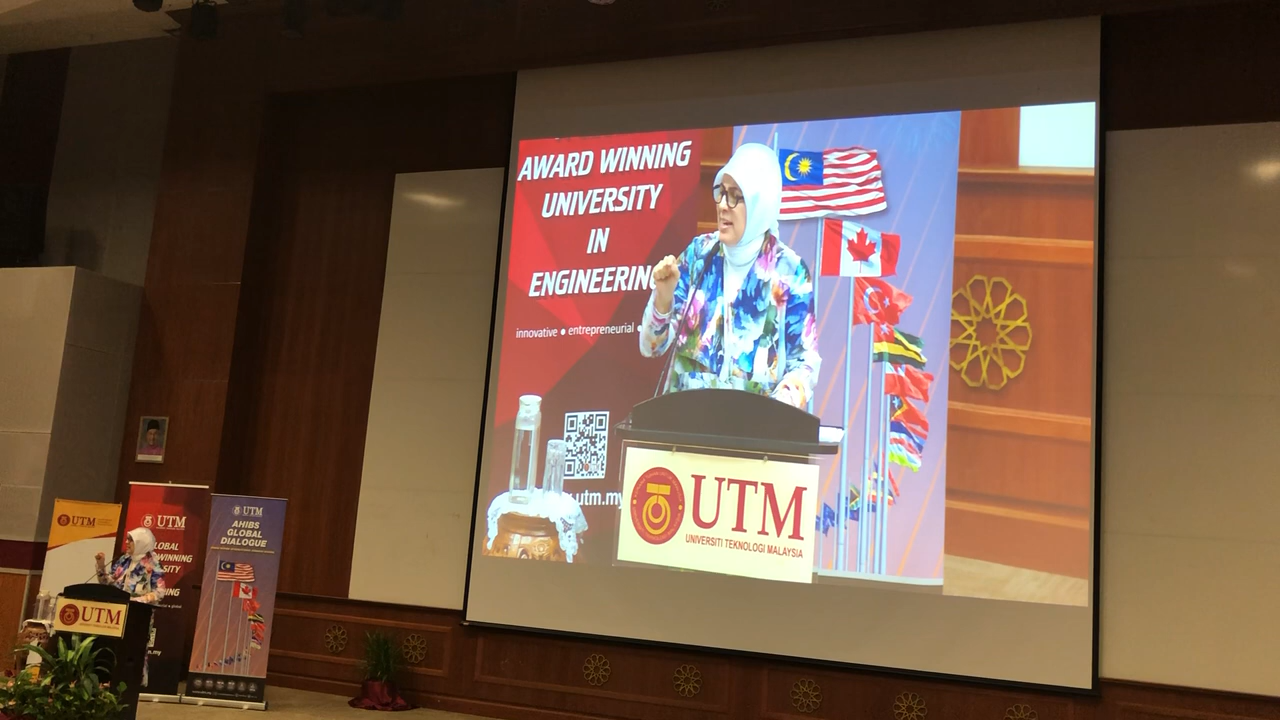 AWARD WINNING
UNIVERSITY
IN
ENGINEERING
innovative ● entrepreneurial ●
utm.my
UTM
UNIVERSITI TEKNOLOGI MALAYSIA
UTM
UTM
GLOBAL
WINNING
UTM
AHIBS
GLOBAL
DIALOGUE
UTM